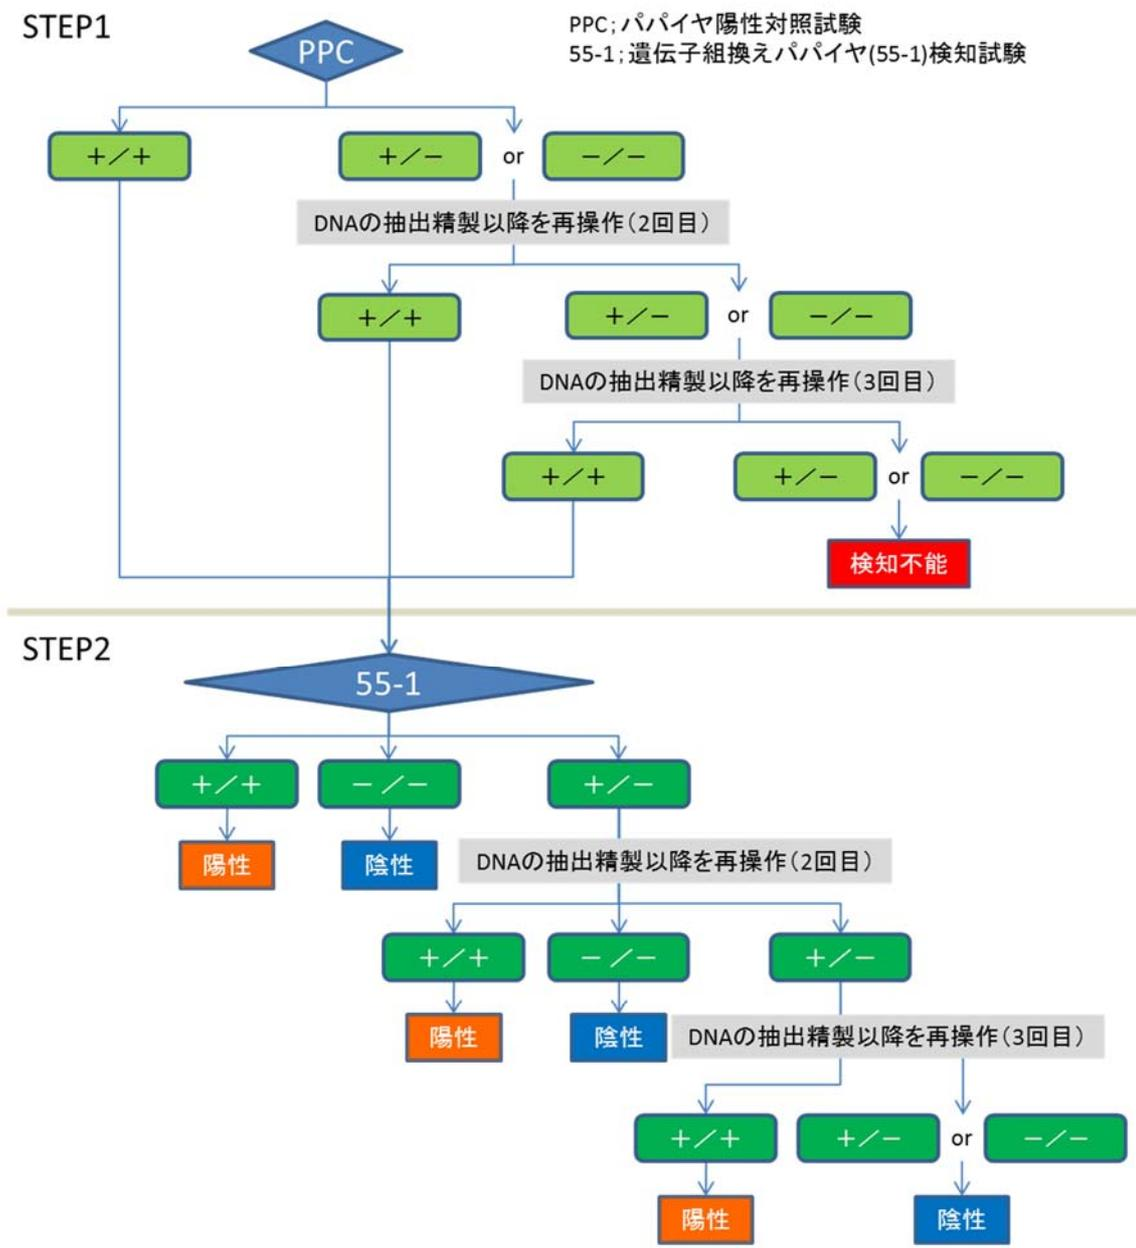 STEP1
PPC;パパイヤ陽性対照試験
55-1;遺伝子組換えパパイヤ(55-1)検知試験
PPC
+/+
+/-
or
-/-
DNAの抽出精製以降を再操作(2回目)
+/+
+/-
or
-/-
DNAの抽出精製以降を再操作(3回目)
+/+
+/-
or
-/-
検知不能
STEP2
55-1
+/+
-/-
+/-
陽性
陰性
DNAの抽出精製以降を再操作(2回目)
+/+
-/-
+/-
陽性
陰性
DNAの抽出精製以降を再操作(3回目)
+/+
+/-
or
-/-
陽性
陰性